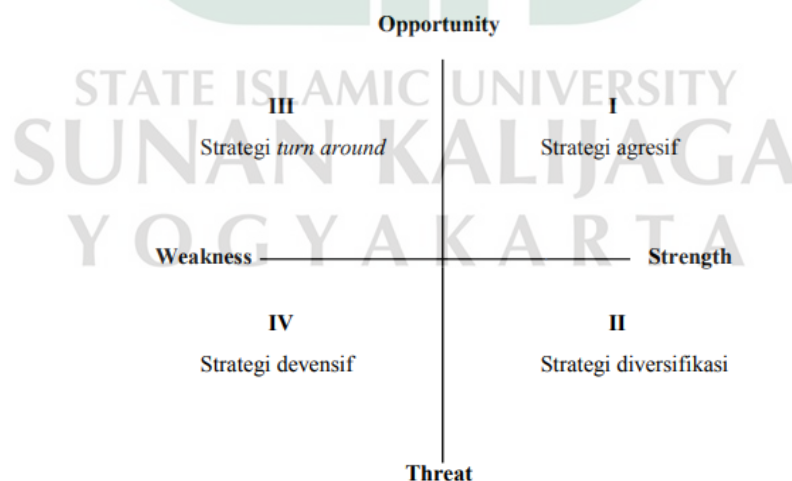 Opportunity
STATE ISLAMIC UNIVERSITY
III
I
Strategi turn around
Strategi agresif
SUNAN KALIJAGA
YOGYAKARTA
Weakness
Strength
IV
II
Strategi devensif
Strategi diversifikasi
Threat